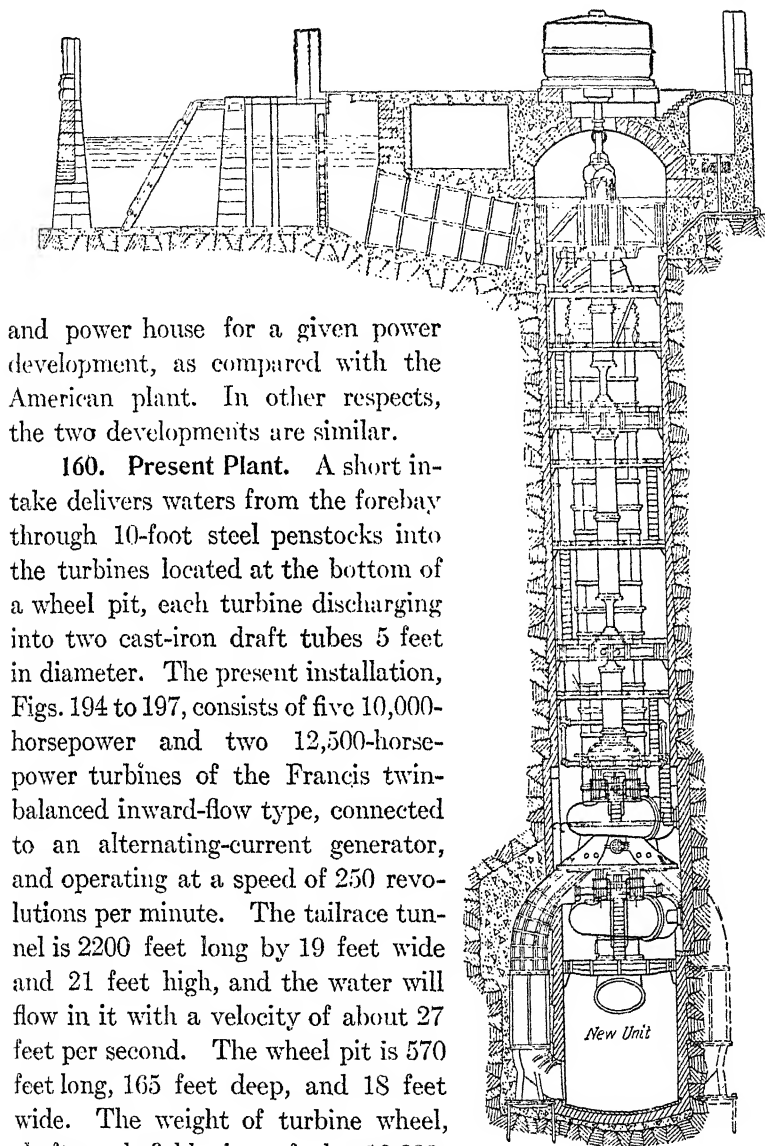 and power house for a given power
development, as compared with the
American plant. In other respects,
the two developments are similar.
160. Present Plant. A short in-
take delivers waters from the forebay
through 10-foot steel penstocks into
the turbines located at the bottom of
a wheel pit, each turbine discharging
into two cast-iron draft tubes 5 feet
in diameter. The present installation,
Figs. 194 to 197, consists of five 10,000-
horsepower and two 12,500-horse-
power turbines of the Francis twin-
balanced inward-flow type, connected
to an alternating-current generator,
and operating at a speed of 250 revo-
lutions per minute. The tailrace tun-
nel is 2200 feet long by 19 feet wide
and 21 feet high, and the water will
flow in it with a velocity of about 27
feet per second. The wheel pit is 570
feet long, 165 feet deep, and 18 feet
wide. The weight of turbine wheel,
New Unit